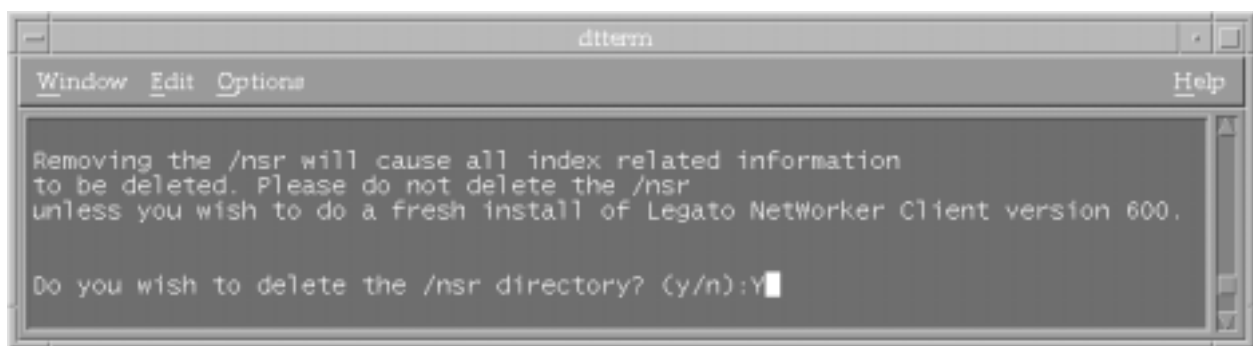 dtterm
Window Edit Options Help
Removing the /nsr will cause all index related information
to be deleted. Please do not delete the /nsr
unless you wish to do a fresh install of Legato NetWorker Client version 600.
Do you wish to delete the /nsr directory? (y/n):Y